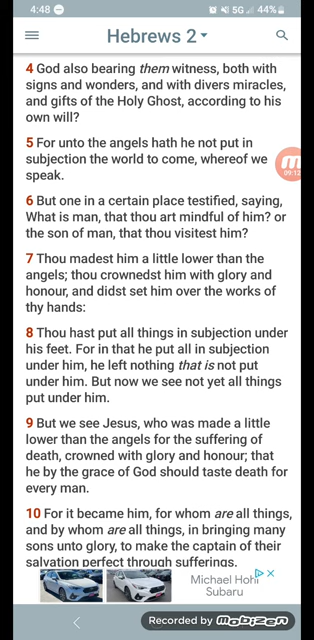 4:48
5G 44%
Hebrews 2
4 God also bearing them witness, both with
signs and wonders, and with divers miracles,
and gifts of the Holy Ghost, according to his
own will?
5 For unto the angels hath he not put in
subjection the world to come, whereof we
speak.
09:12
6 But one in a certain place testified, saying,
What is man, that thou art mindful of him? or
the son of man, that thou visitest him?
7 Thou madest him a little lower than the
angels; thou crownedst him with glory and
honour, and didst set him over the works of
thy hands:
8 Thou hast put all things in subjection under
his feet. For in that he put all in subjection
under him, he left nothing that is not put
under him. But now we see not yet all things
put under him.
9 But we see Jesus, who was made a little
lower than the angels for the suffering of
death, crowned with glory and honour; that
he by the grace of God should taste death for
every man.
10 For it became him, for whom are all things,
and by whom are all things, in bringing many
sons unto glory, to make the captain of their
salvation perfect through sufferings.
Michael Hohl
Subaru
Recorded by mobizen